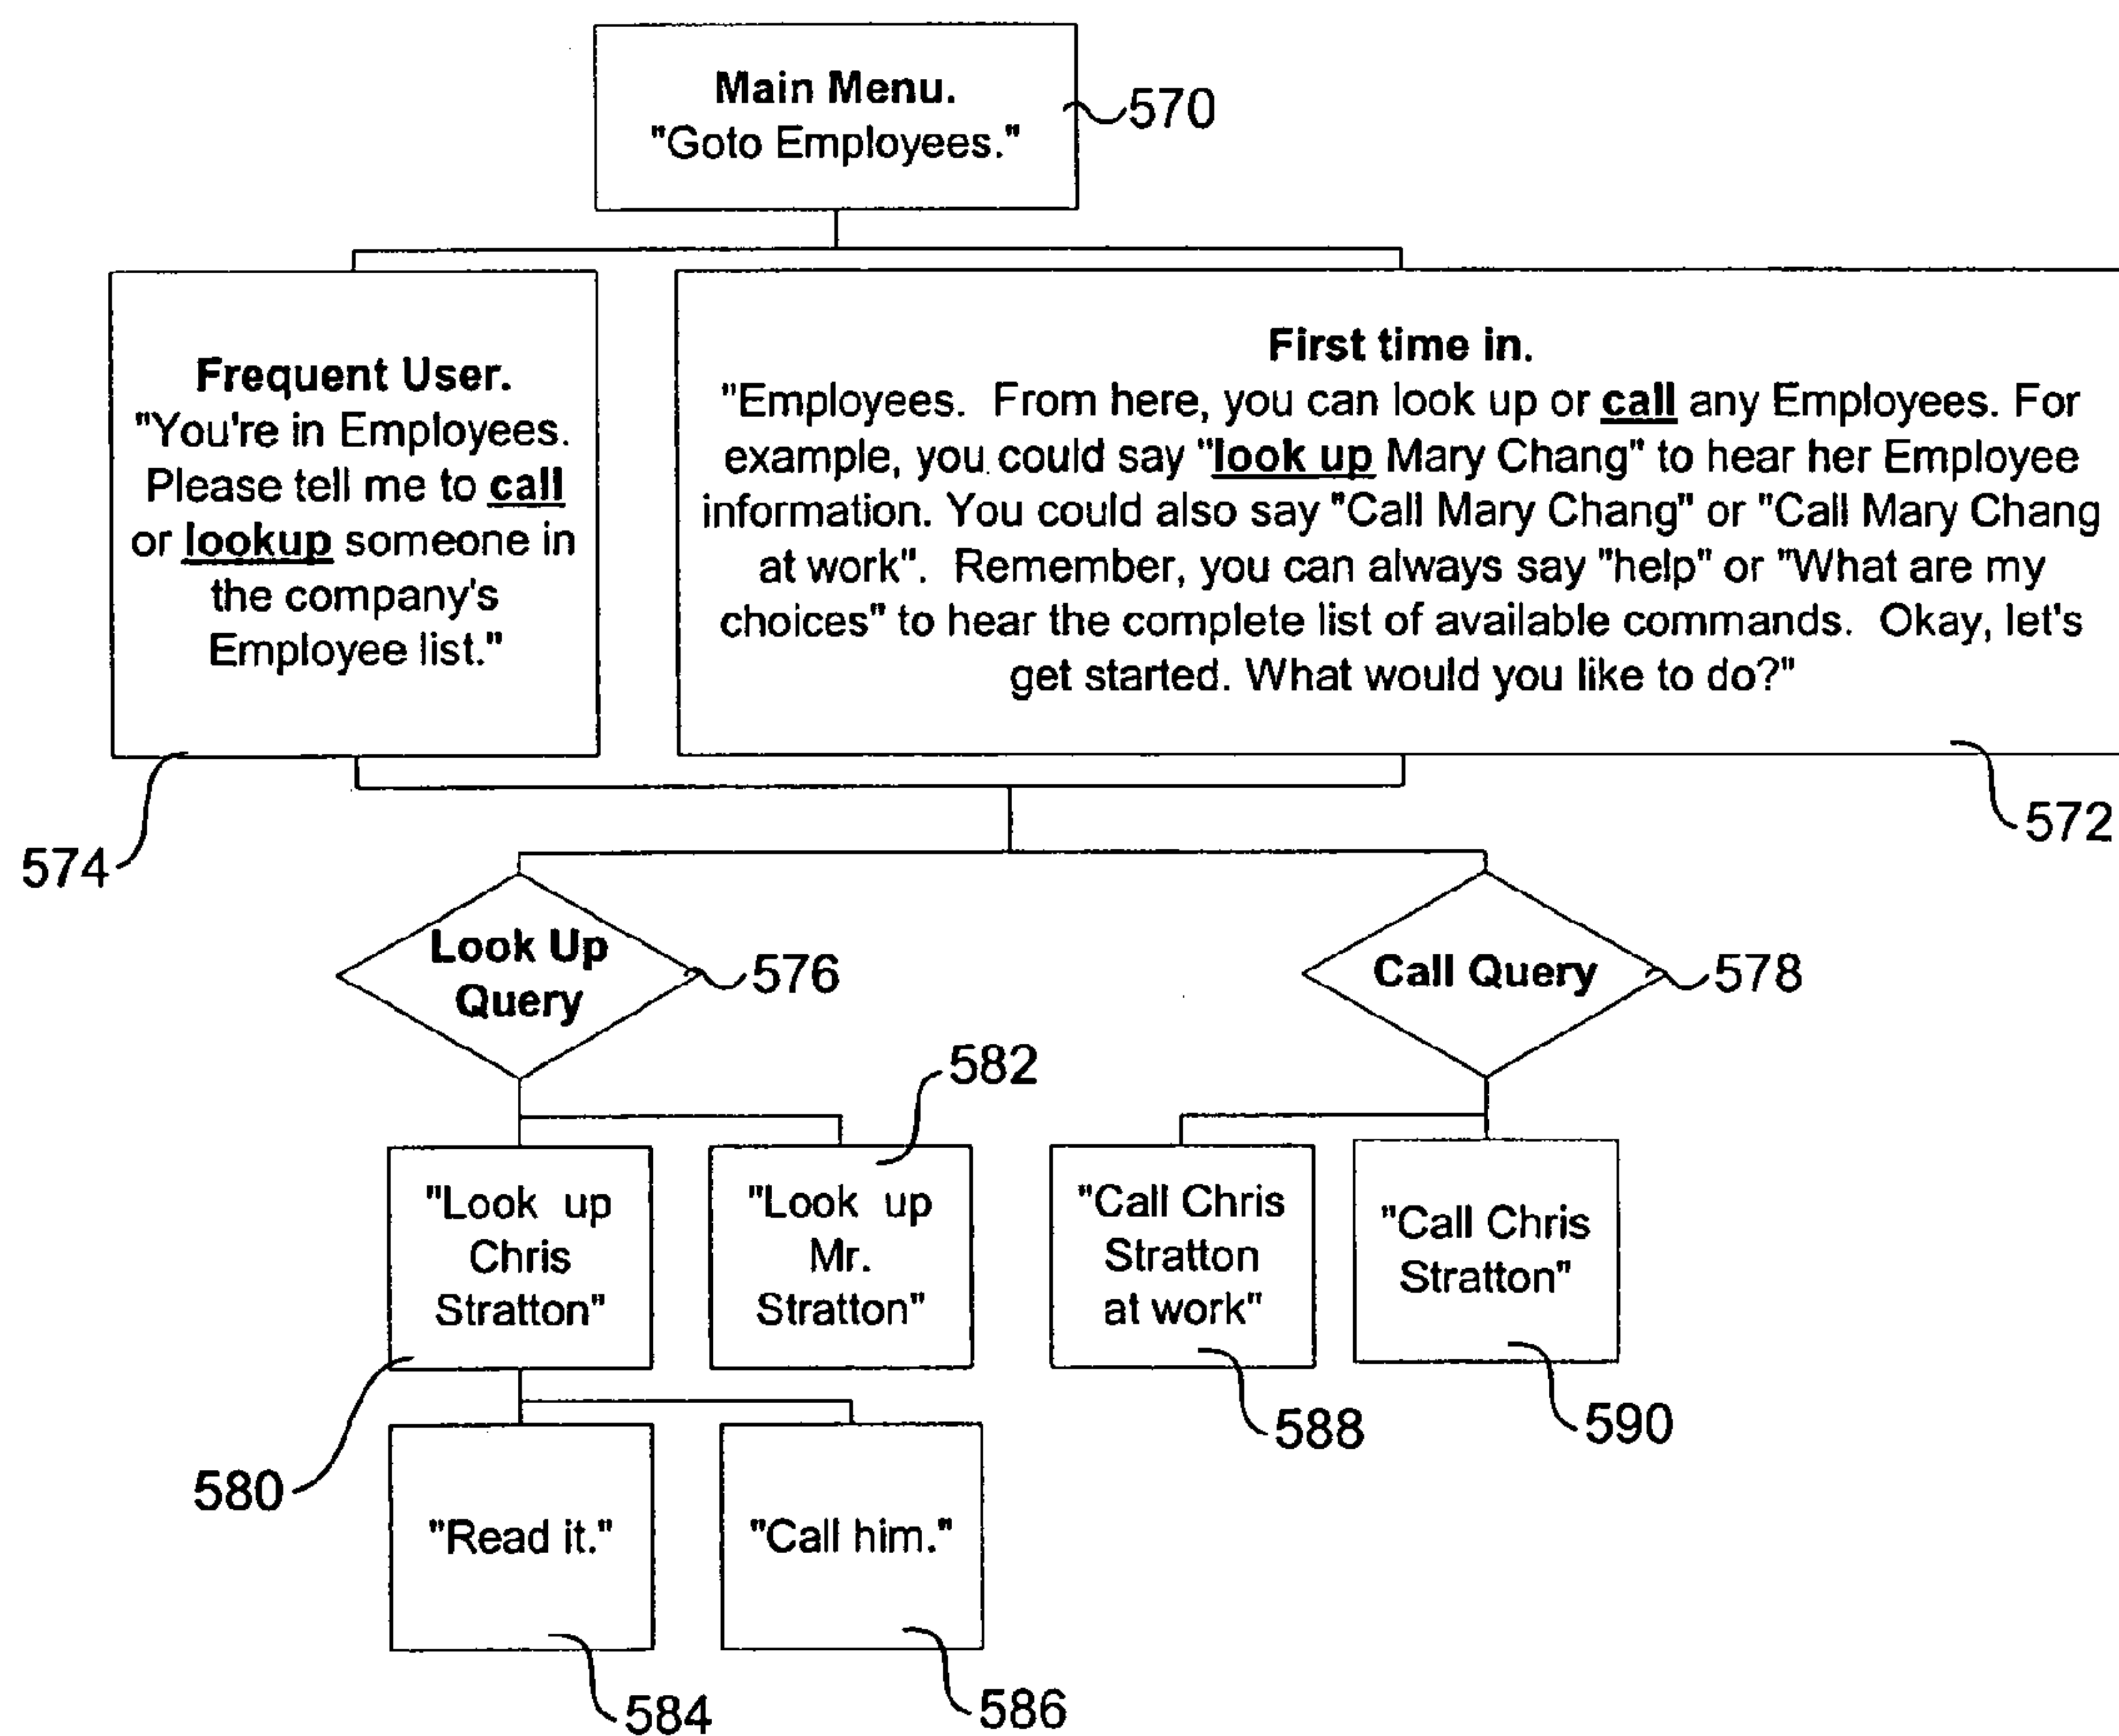 Main Menu.
"Goto Employees."
570
Frequent User.
"You're in Employees.
Please tell me to call
or lookup someone in
the company's
Employee list."
574
First time in.
"Employees.  From here, you can look up or call any Employees. For
example, you could say "look up Mary Chang" to hear her Employee
information. You could also say "Call Mary Chang" or "Call Mary Chang
at work".  Remember, you can always say "help" or "What are my
choices" to hear the complete list of available commands.  Okay, let's
get started. What would you like to do?"
572
Look Up
Query
576
Call Query
578
"Look  up
Chris
Stratton"
580
"Look  up
Mr.
Stratton"
582
"Call Chris
Stratton
at work"
588
"Call Chris
Stratton"
590
"Read it."
584
"Call him."
586